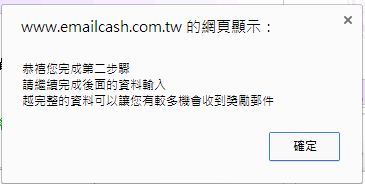 www.emailcash.com.tw 的網頁顯示：
恭禧您完成第二步驟
請繼續完成後面的資料輸入
越完整的資料可以讓您有較多機會收到獎勵郵件
確定